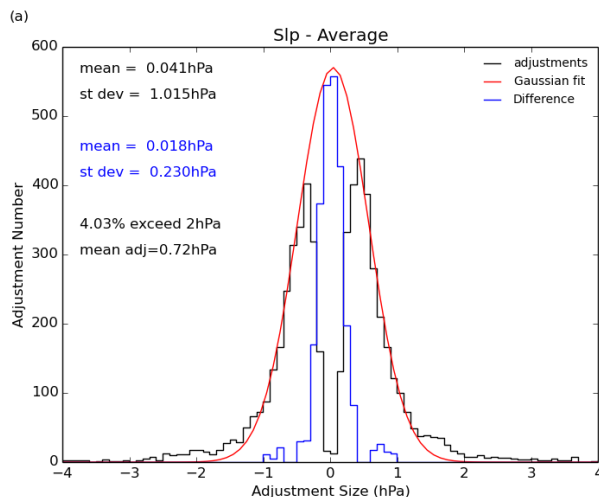 (a)
Slp - Average
600
500
400
300
200
100
0
Adjustment Number
mean = 0.041hPa
st dev = 1.015hPa
mean = 0.018hPa
st dev = 0.230hPa
4.03% exceed 2hPa
mean adj=0.72hPa
adjustments
Gaussian fit
Difference
−4 −3 −2 −1 0 1 2 3 4
Adjustment Size (hPa)